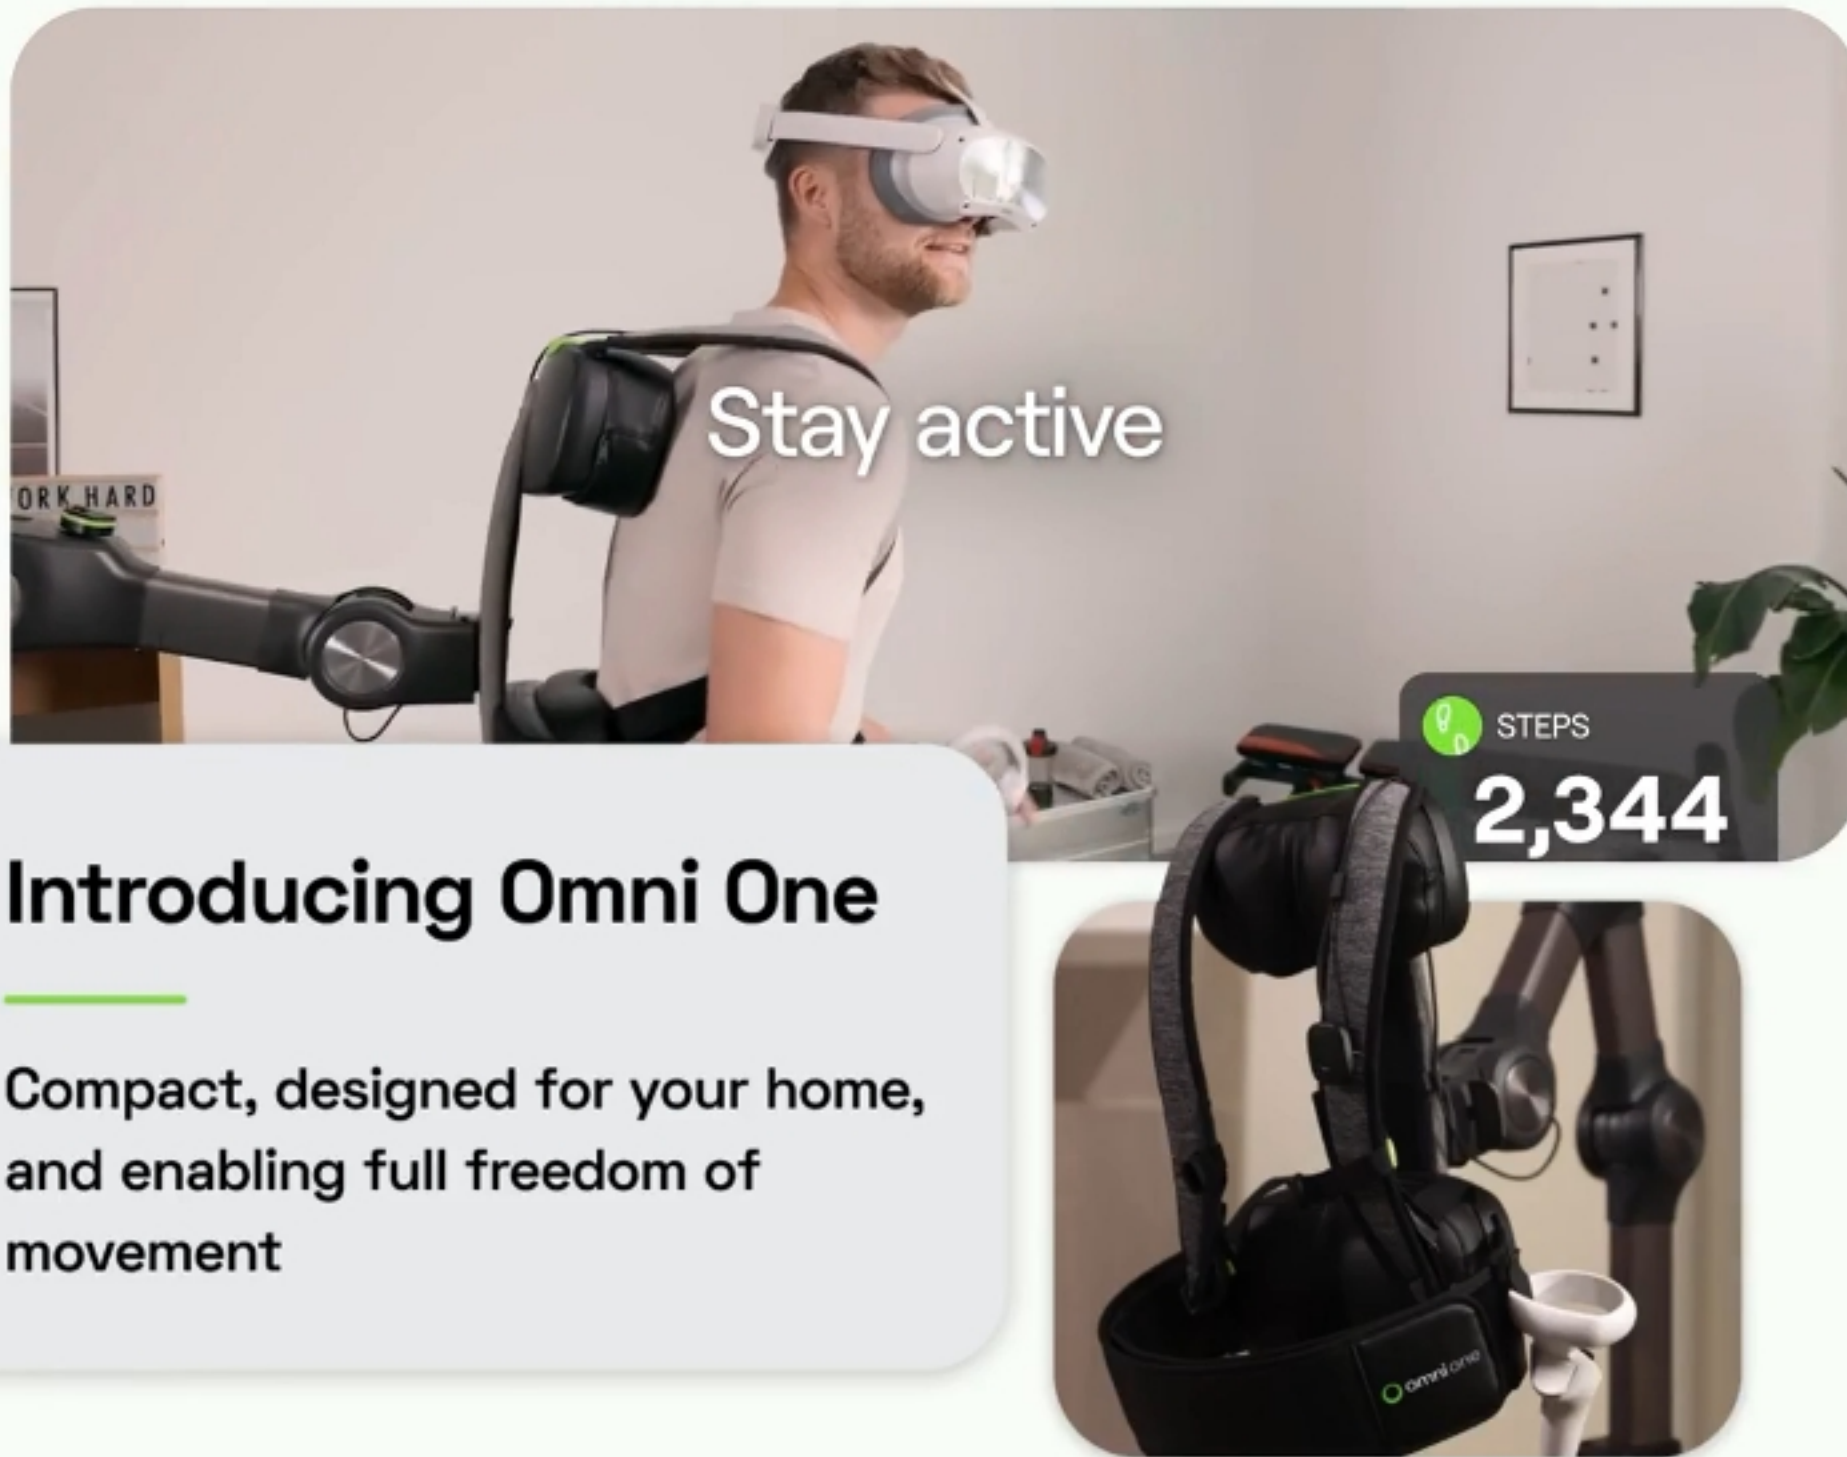 Stay active
ORK HARD
STEPS
2,344
Introducing Omni One
Compact, designed for your home,
and enabling full freedom of
movement
omni one